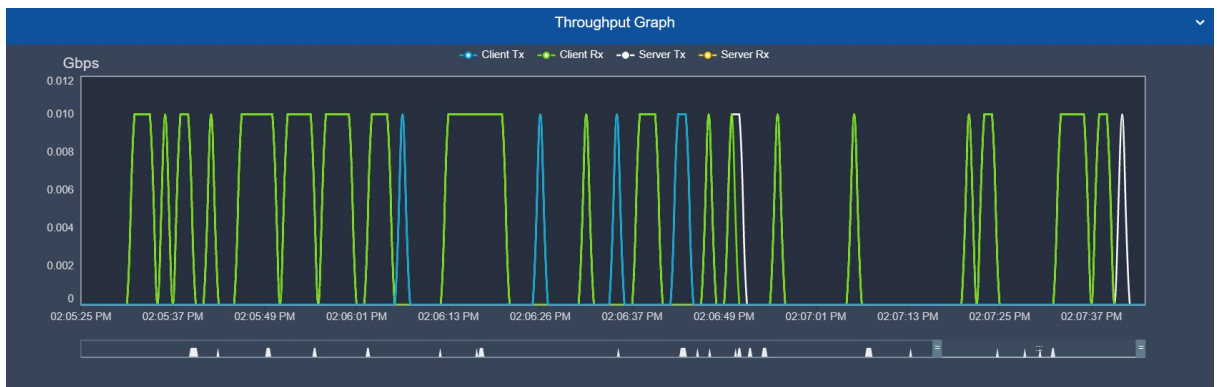 Throughput Graph
Client Tx Client Rx Server Tx Server Rx
Gbps
0.012
0.010
0.008
0.006
0.004
0.002
0
02:05:25 PM 02:05:37 PM 02:05:49 PM 02:06:01 PM 02:06:13 PM 02:06:26 PM 02:06:37 PM 02:06:49 PM 02:07:01 PM 02:07:13 PM 02:07:25 PM 02:07:37 PM